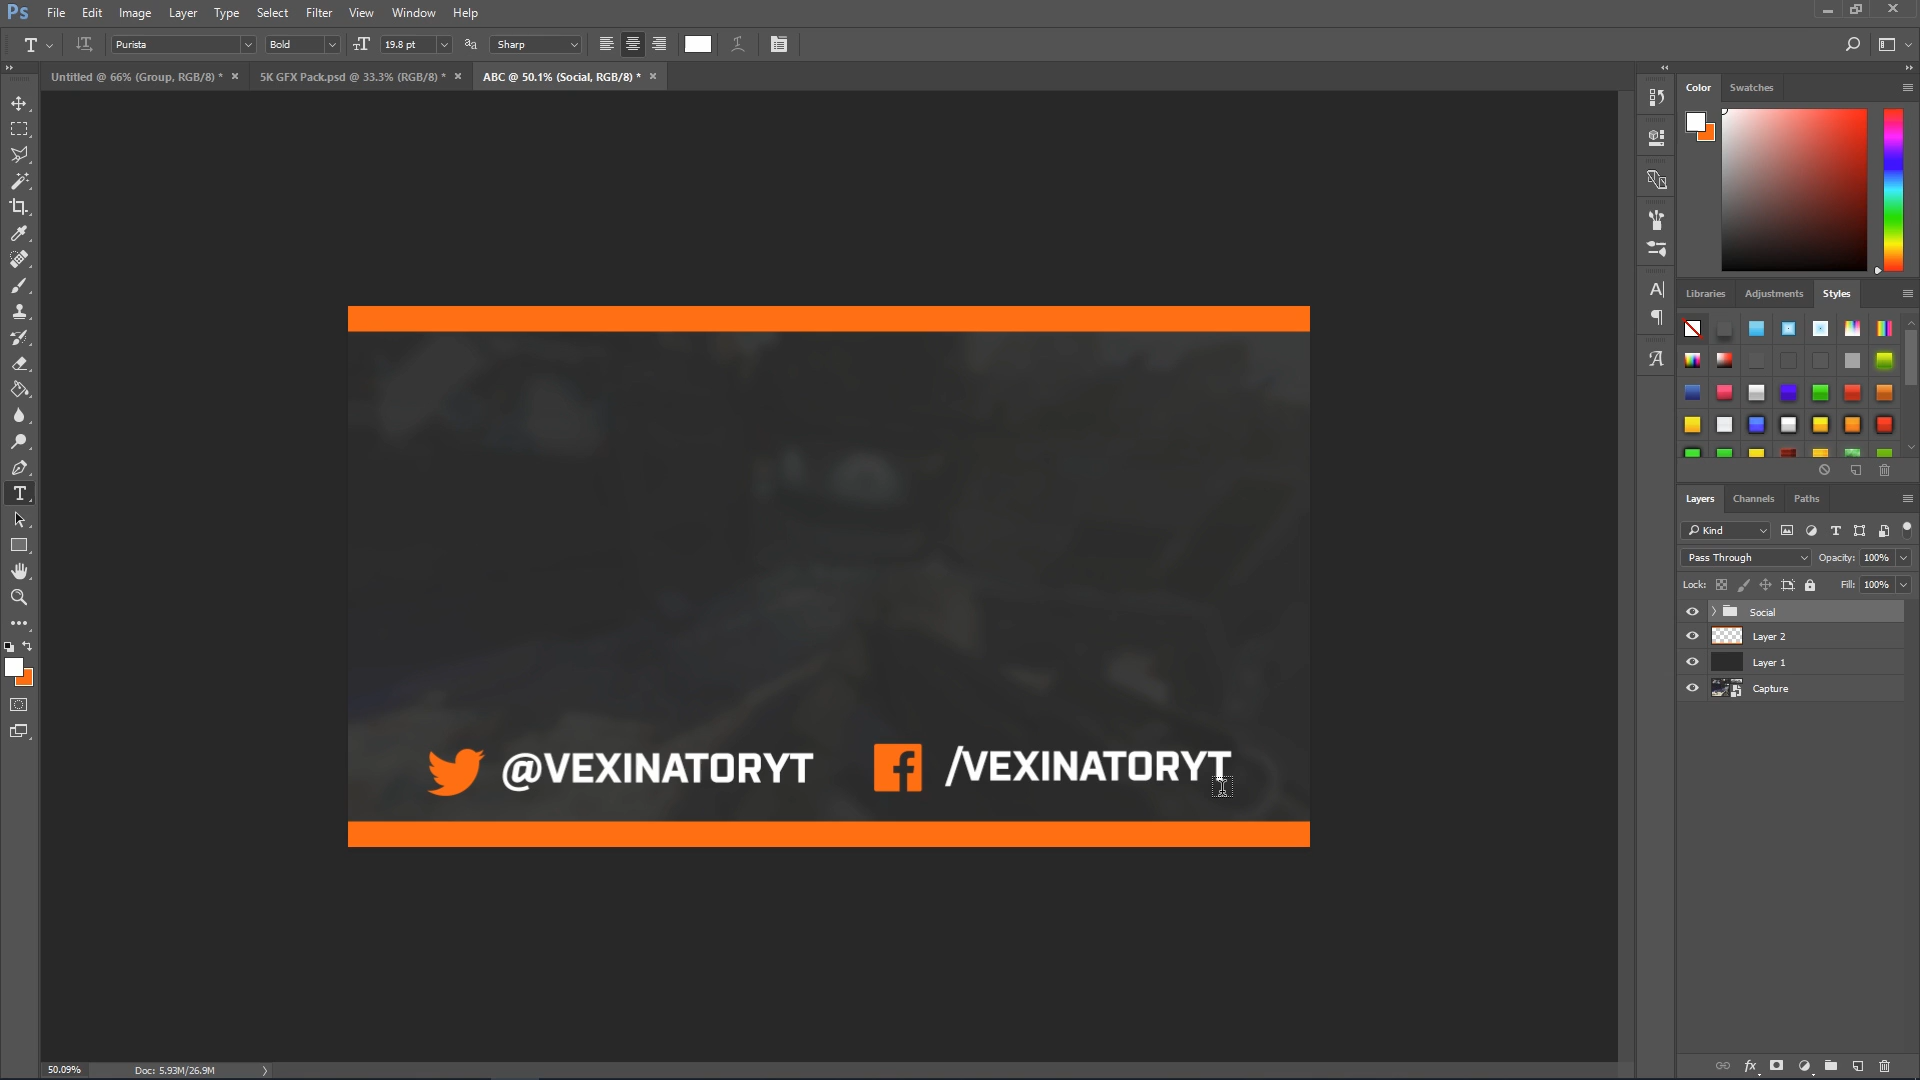 Ps File Edit Image Layer Type Select Filter View Window Help
T Purista Bold 19.8 pt Sharp
Untitled @ 66% (Group, RGB/8) * × 5K GFX Pack.psd @ 33.3% (RGB/8) * × ABC @ 50.1% (Social, RGB/8) * ×
Color Swatches
Libraries Adjustments Styles
Layers Channels Paths
Kind
Pass Through Opacity: 100%
Lock: Fill: 100%
Social
Layer 2
Layer 1
Capture
@VEXINATORYT /VEXINATORYT
50.09% Doc: 5.93M/26.9M
fx